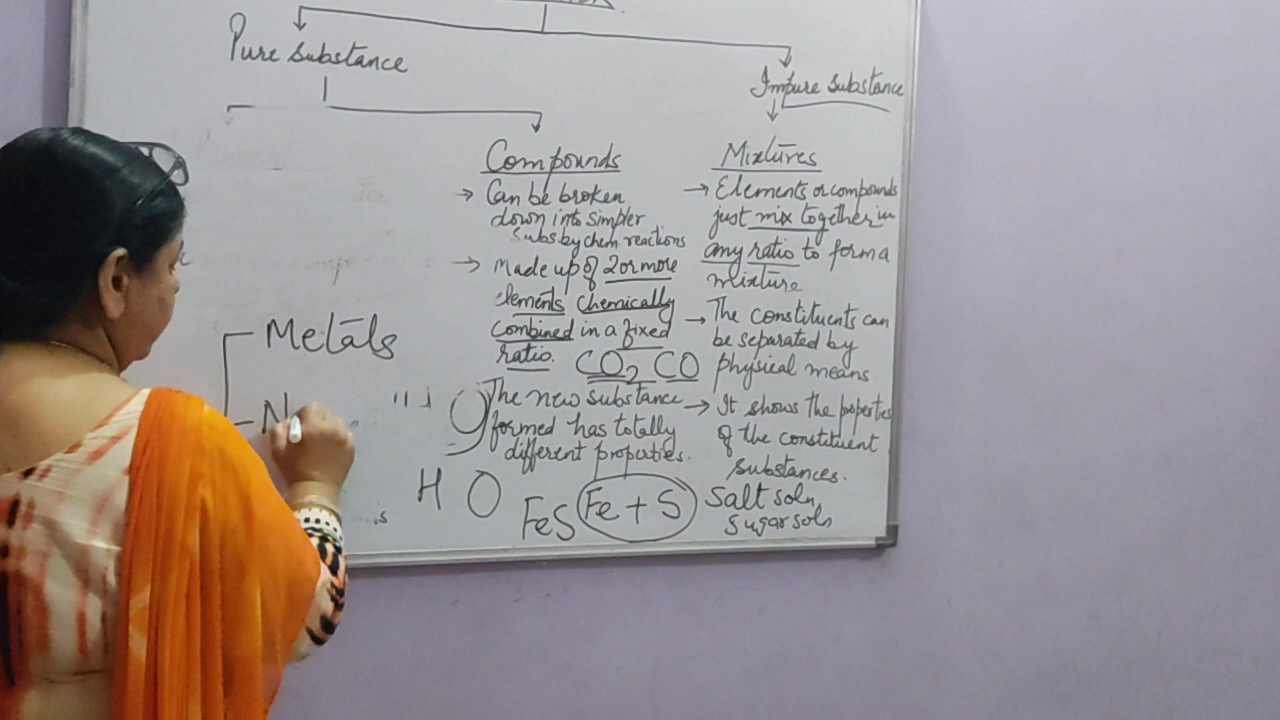 Pure substance
Impure substance
Compounds
→ Can be broken
down into simpler
subs by chem. reactions
→ Made up of 2 or more
elements chemically
combined in a fixed
ratio. CO2 CO
The new substance
formed has totally
different properties.
FeS Fe + S
Mixtures
→ Elements or compounds
just mix together in
any ratio to form a
mixture
→ The constituents can
be separated by
physical means
→ It shows the properties
of the constituent
substances.
Salt soln
Sugar soln
Metals
N
g
H O